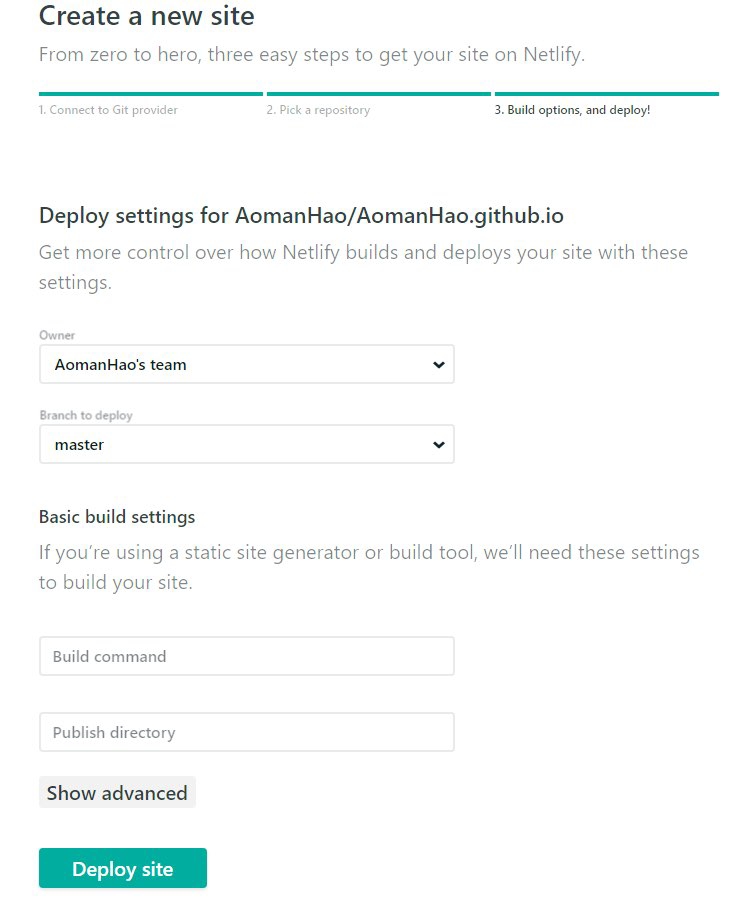 Create a new site
From zero to hero, three easy steps to get your site on Netlify.
1. Connect to Git provider
2. Pick a repository
3. Build options, and deploy!
Deploy settings for AomanHao/AomanHao.github.io
Get more control over how Netlify builds and deploys your site with these
settings.
Owner
AomanHao's team
Branch to deploy
master
Basic build settings
If you’re using a static site generator or build tool, we’ll need these settings
to build your site.
Build command
Publish directory
Show advanced
Deploy site